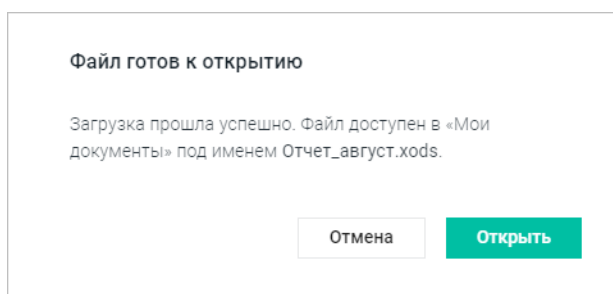 Файл готов к открытию
Загрузка прошла успешно. Файл доступен в «Мои
документы» под именем Отчет_август.xods.
Отмена
Открыть